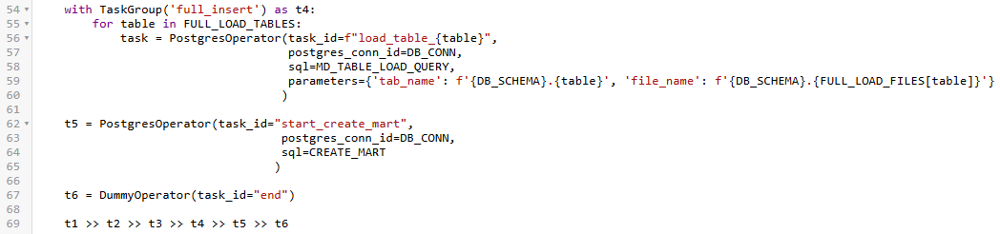 54 with TaskGroup('full_insert') as t4:
55 for table in FULL_LOAD_TABLES:
56 task = PostgresOperator(task_id=f"load_table_{table}",
57 postgres_conn_id=DB_CONN,
58 sql=MD_TABLE_LOAD_QUERY,
59 parameters={'tab_name': f'{DB_SCHEMA}.{table}', 'file_name': f'{DB_SCHEMA}.{FULL_LOAD_FILES[table]}'}
60 )
61
62 t5 = PostgresOperator(task_id="start_create_mart",
63 postgres_conn_id=DB_CONN,
64 sql=CREATE_MART
65 )
66
67 t6 = DummyOperator(task_id="end")
68
69 t1 >> t2 >> t3 >> t4 >> t5 >> t6